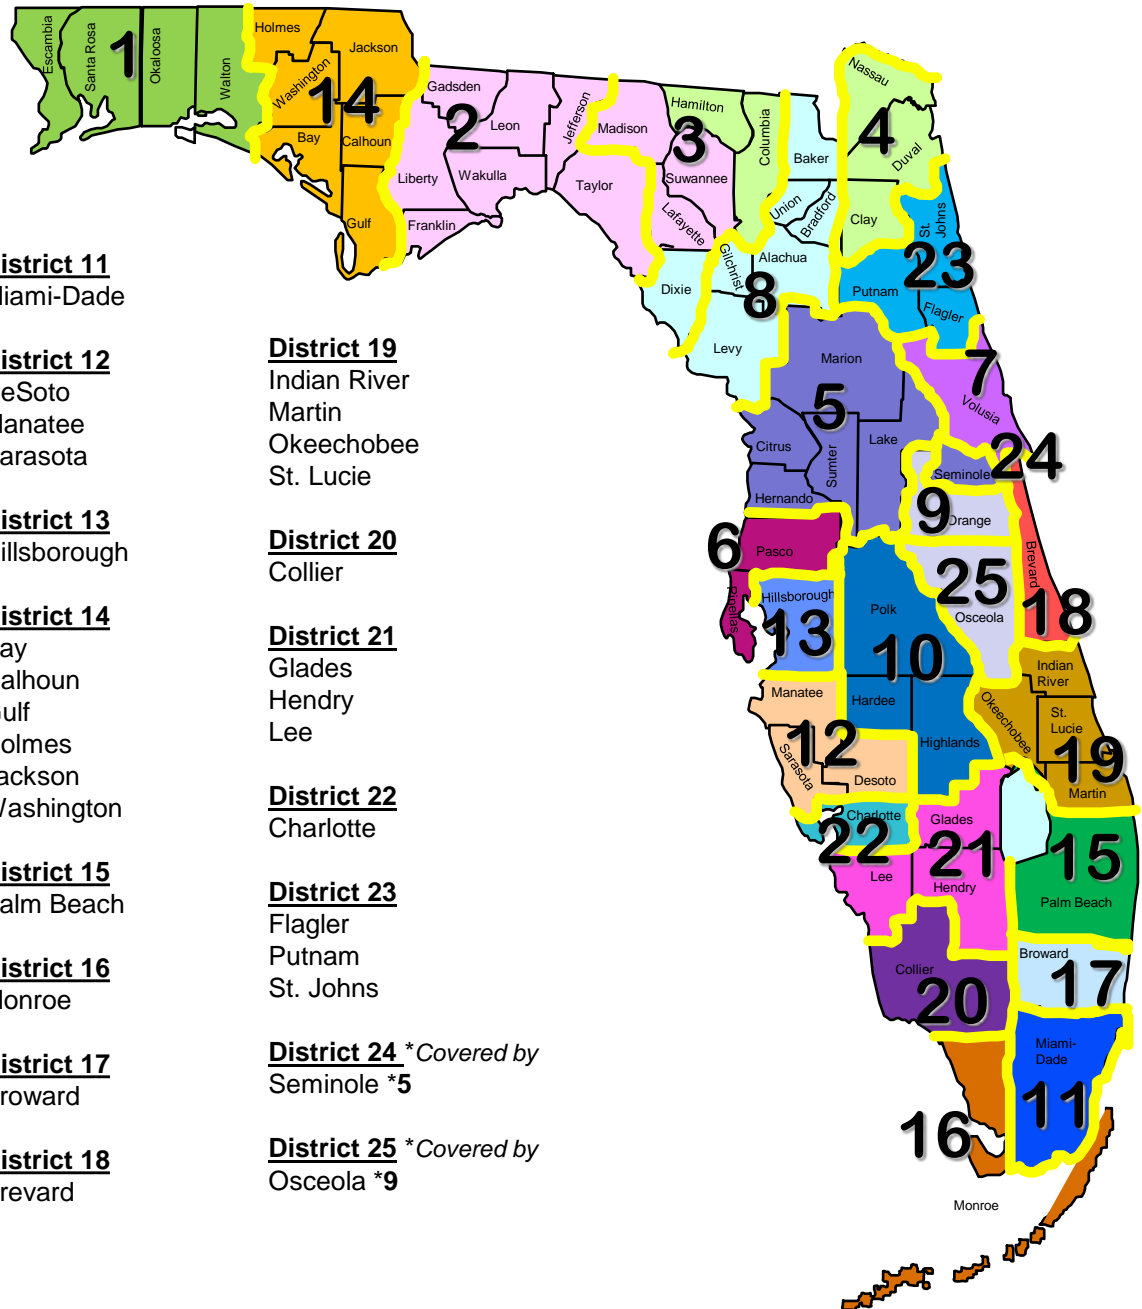 Escambia
Santa Rosa
1
Okaloosa
Walton
Holmes
Jackson
Washington
14
Bay
Calhoun
Gulf
Gadsden
2
Leon
Jefferson
Liberty
Wakulla
Franklin
Madison
Taylor
Hamilton
3
Suwannee
Lafayette
Columbia
Baker
Union
Bradford
Nassau
4
Duval
Clay
Dixie
Gilchrist
Alachua
8
Levy
St. Johns
23
Putnam
Flagler
Marion
5
Citrus
Sumter
Lake
Hernando
7
Volusia
24
Seminole
9
Orange
6
Pasco
Pinellas
Hillsborough
13
Polk
10
25
Osceola
Brevard
18
Manatee
Hardee
Highlands
12
Sarasota
Desoto
Indian
River
Okeechobee
St.
Lucie
19
Martin
Charlotte
22
Glades
21
Lee
Hendry
15
Palm Beach
Collier
20
Broward
17
Miami-
Dade
11
16
Monroe
istrict 11
iami-Dade
istrict 12
eSoto
anatee
arasota
istrict 13
illsborough
istrict 14
ay
alhoun
ulf
olmes
ackson
ashington
istrict 15
alm Beach
istrict 16
onroe
istrict 17
roward
istrict 18
revard
District 19
Indian River
Martin
Okeechobee
St. Lucie
District 20
Collier
District 21
Glades
Hendry
Lee
District 22
Charlotte
District 23
Flagler
Putnam
St. Johns
District 24 *Covered by
Seminole *5
District 25 *Covered by
Osceola *9